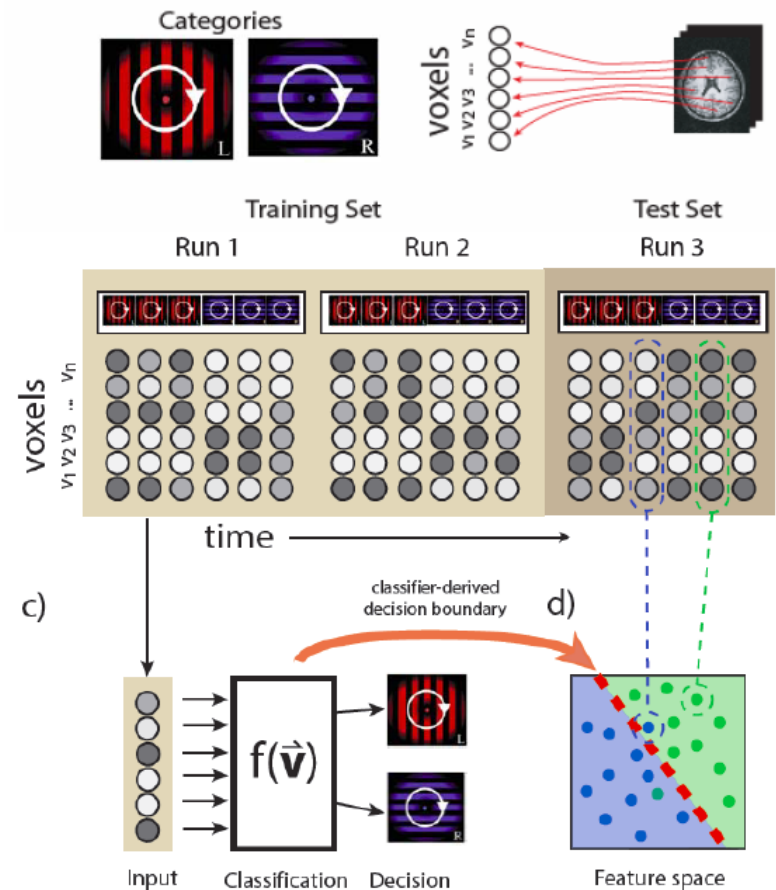 Categories
L
R
voxels
v1 v2 v3 ... vn
Training Set
Test Set
Run 1
Run 2
Run 3
voxels
v1 v2 v3 ... vn
time
c)
classifier-derived
decision boundary
d)
f(v⃗)
L
R
Input
Classification
Decision
Feature space